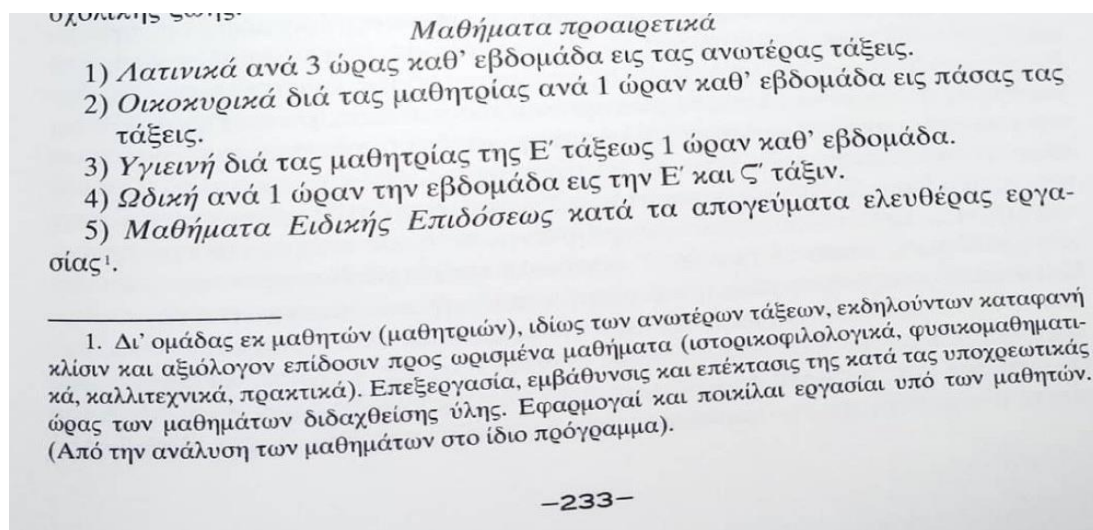 σχολικής ζωής.
Μαθήματα προαιρετικά
1) Λατινικά ανά 3 ώρας καθ’ εβδομάδα εις τας ανωτέρας τάξεις.
2) Οικοκυρικά διά τας μαθητρίας ανά 1 ώραν καθ’ εβδομάδα εις πάσας τας
τάξεις.
3) Υγιεινή διά τας μαθητρίας της Ε′ τάξεως 1 ώραν καθ’ εβδομάδα.
4) Ωδική ανά 1 ώραν την εβδομάδα εις την Ε′ και Ϛ′ τάξιν.
5) Μαθήματα Ειδικής Επιδόσεως κατά τα απογεύματα ελευθέρας εργα-
σίας¹.
1. Δι’ ομάδας εκ μαθητών (μαθητριών), ιδίως των ανωτέρων τάξεων, εκδηλούντων καταφανή
κλίσιν και αξιόλογον επίδοσιν προς ωρισμένα μαθήματα (ιστορικοφιλολογικά, φυσικομαθηματι-
κά, καλλιτεχνικά, πρακτικά). Επεξεργασία, εμβάθυνσις και επέκτασις της κατά τας υποχρεωτικάς
ώρας των μαθημάτων διδαχθείσης ύλης. Εφαρμογαί και ποικίλαι εργασίαι υπό των μαθητών.
(Από την ανάλυση των μαθημάτων στο ίδιο πρόγραμμα).
–233–